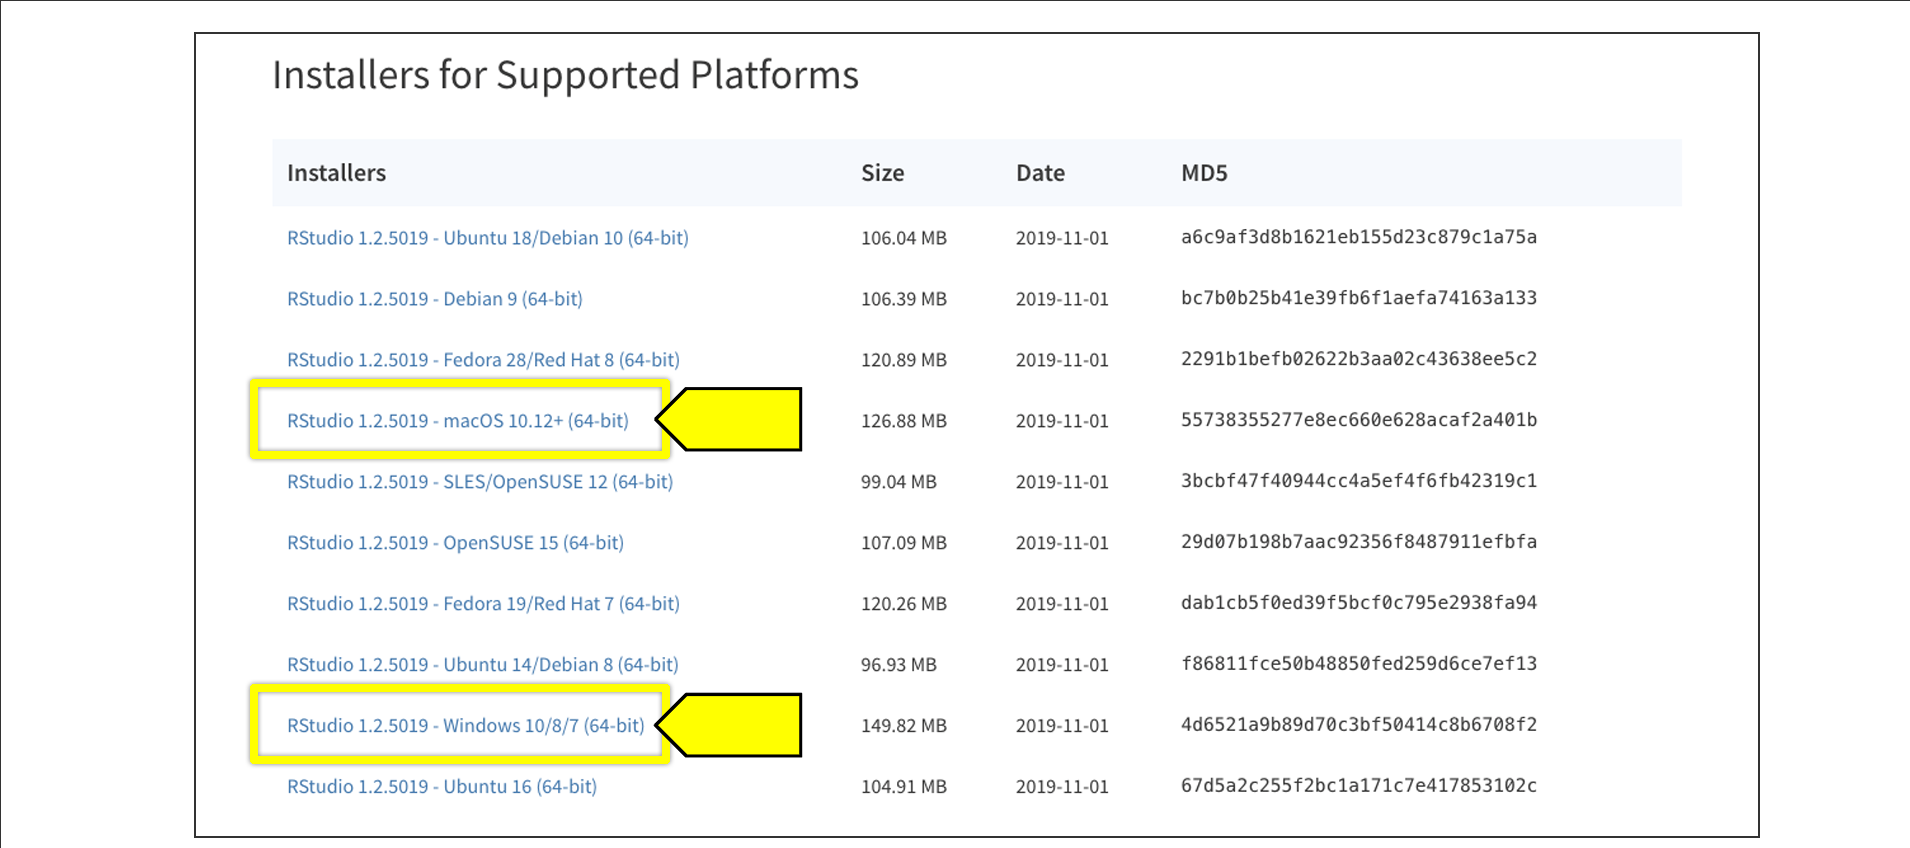 Installers for Supported Platforms
Installers Size Date MD5
RStudio 1.2.5019 - Ubuntu 18/Debian 10 (64-bit) 106.04 MB 2019-11-01 a6c9af3d8b1621eb155d23c879c1a75a
RStudio 1.2.5019 - Debian 9 (64-bit) 106.39 MB 2019-11-01 bc7b0b25b41e39fb6f1aefa74163a133
RStudio 1.2.5019 - Fedora 28/Red Hat 8 (64-bit) 120.89 MB 2019-11-01 2291b1befb02622b3aa02c43638ee5c2
RStudio 1.2.5019 - macOS 10.12+ (64-bit) 126.88 MB 2019-11-01 55738355277e8ec660e628acaf2a401b
RStudio 1.2.5019 - SLES/OpenSUSE 12 (64-bit) 99.04 MB 2019-11-01 3bcbf47f40944cc4a5ef4f6fb42319c1
RStudio 1.2.5019 - OpenSUSE 15 (64-bit) 107.09 MB 2019-11-01 29d07b198b7aac92356f8487911efbfa
RStudio 1.2.5019 - Fedora 19/Red Hat 7 (64-bit) 120.26 MB 2019-11-01 dab1cb5f0ed39f5bcf0c795e2938fa94
RStudio 1.2.5019 - Ubuntu 14/Debian 8 (64-bit) 96.93 MB 2019-11-01 f86811fce50b48850fed259d6ce7ef13
RStudio 1.2.5019 - Windows 10/8/7 (64-bit) 149.82 MB 2019-11-01 4d6521a9b89d70c3bf50414c8b6708f2
RStudio 1.2.5019 - Ubuntu 16 (64-bit) 104.91 MB 2019-11-01 67d5a2c255f2bc1a171c7e417853102c